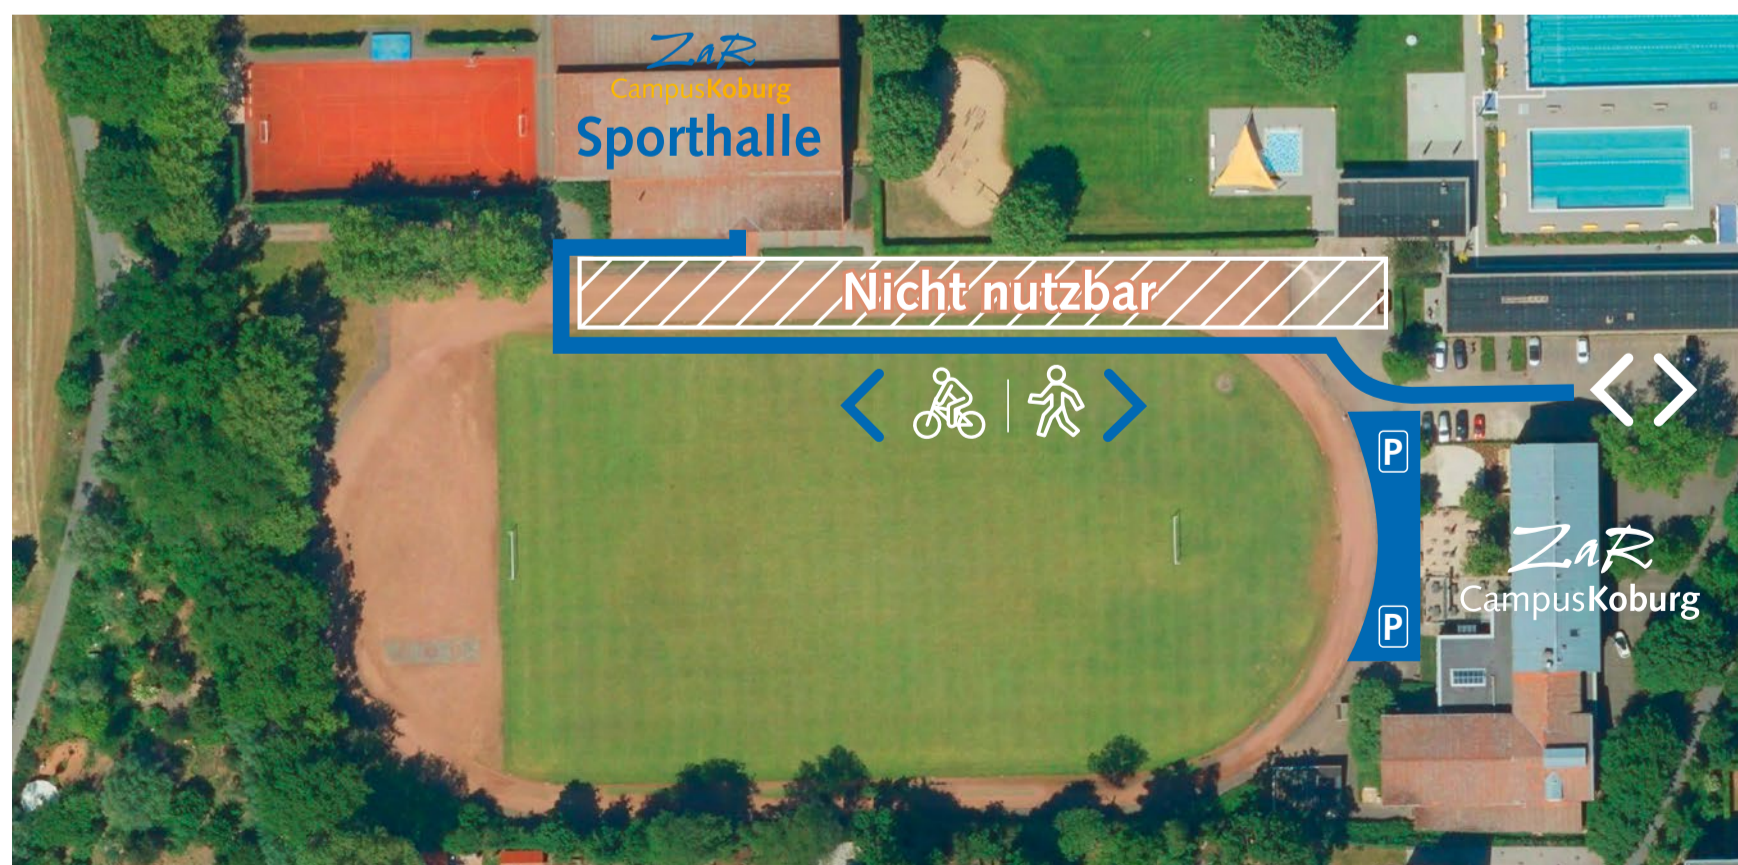 ZaR
CampusKoburg
Sporthalle
Nicht nutzbar
P
ZaR
CampusKoburg
P